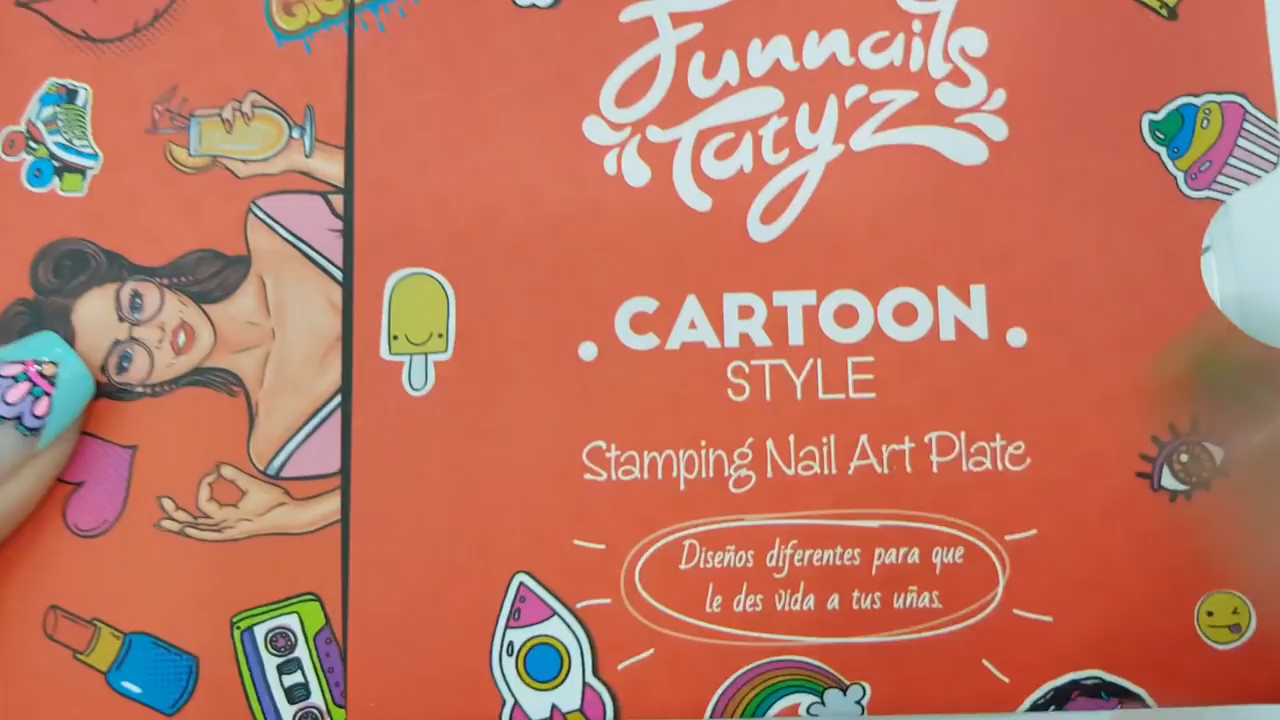 Funnails
Taty'z
. CARTOON .
STYLE
Stamping Nail Art Plate
Diseños diferentes para que
le des vida a tus uñas.